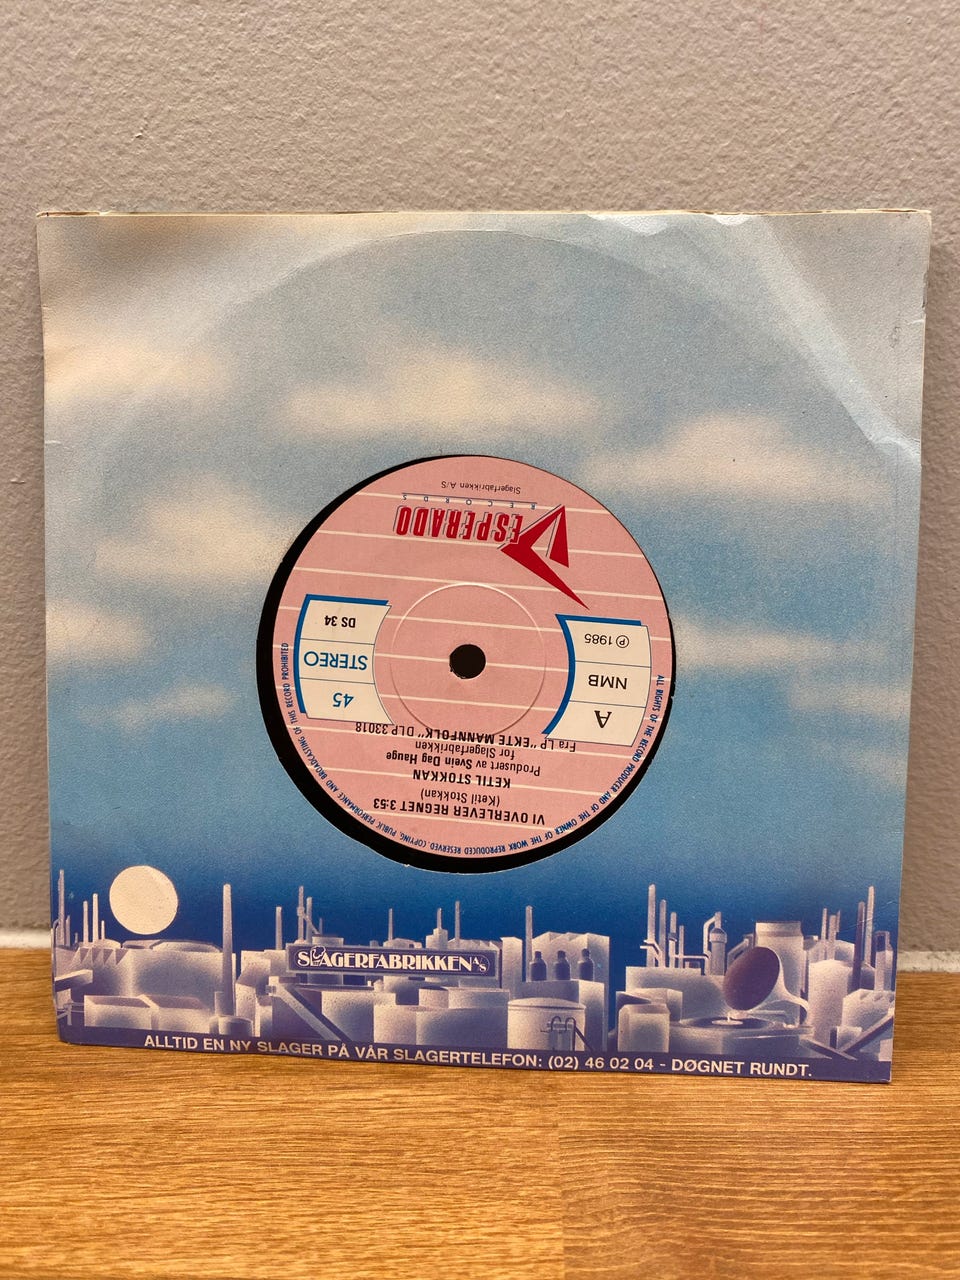 VI OVERLEVER REGNET 3:53
(Ketil Stokkan)
KETIL STOKKAN
Produsert av Svein Dag Hauge
for Slagerfabrikken
Fra LP "EKTE MANNFOLK" DLP 33018
A
NMB
℗ 1985
45
STEREO
DS 34
DESPERADO
RECORDS
Slagerfabrikken A/S
ALL RIGHTS OF THE RECORD PRODUCER AND OF THE OWNER OF THE WORK REPRODUCED RESERVED. COPYING, PUBLIC PERFORMANCE AND BROADCASTING OF THIS RECORD PROHIBITED
SLAGERFABRIKKEN A/S
ALLTID EN NY SLAGER PÅ VÅR SLAGERTELEFON: (02) 46 02 04 - DØGNET RUNDT.